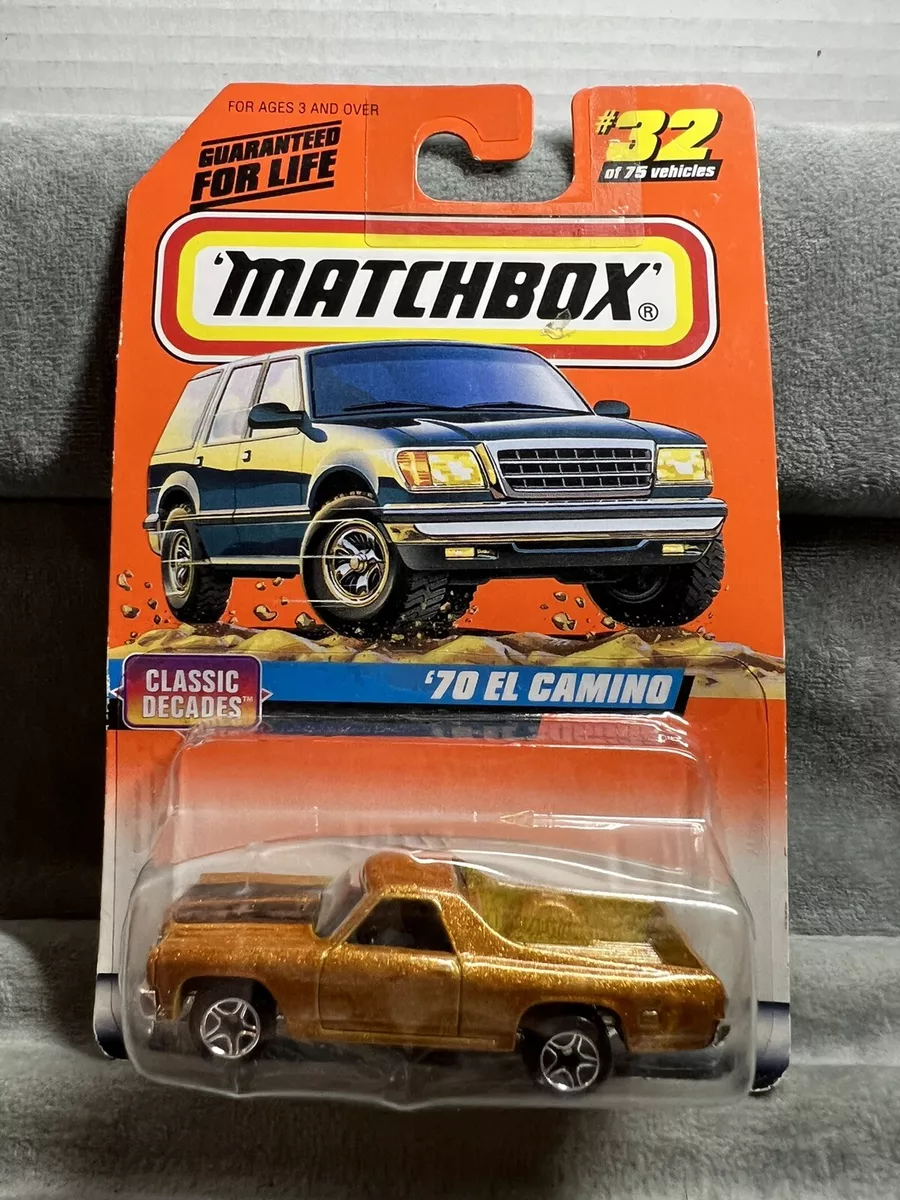 FOR AGES 3 AND OVER
GUARANTEED
FOR LIFE
#32
of 75 vehicles
'MATCHBOX'®
CLASSIC
DECADES™
'70 EL CAMINO